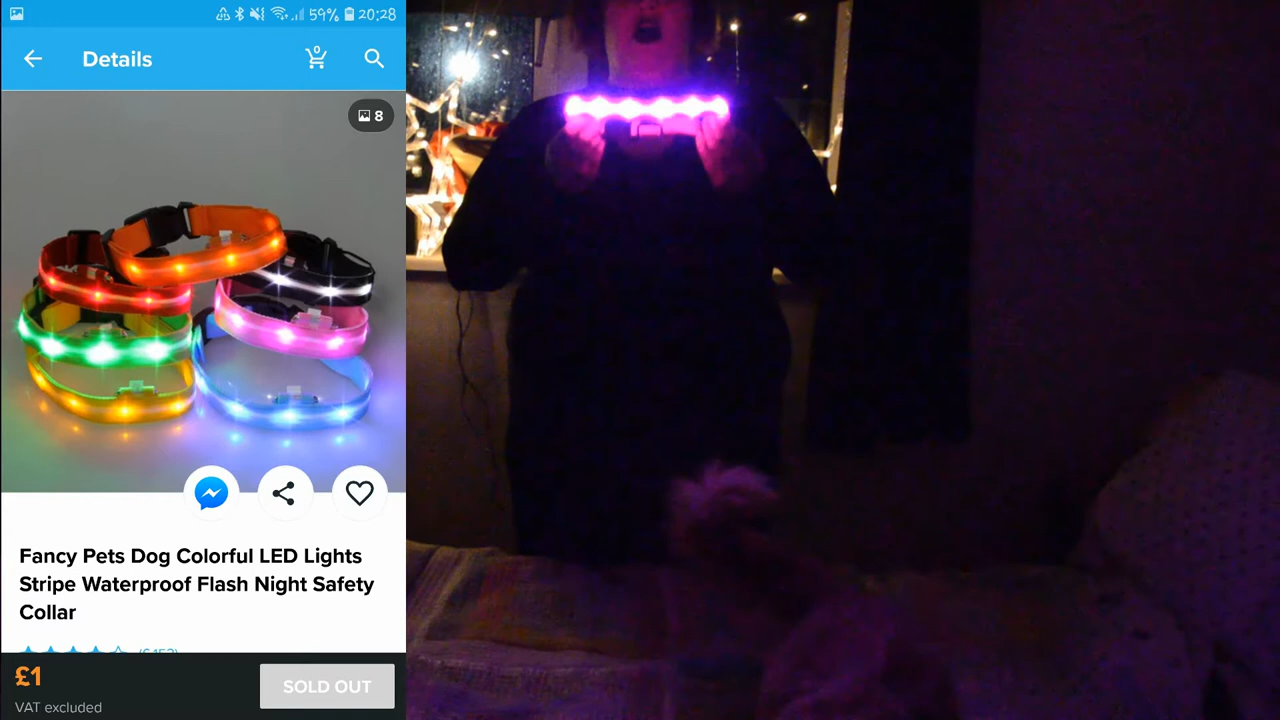 59% 20:28
Details
0
8
Fancy Pets Dog Colorful LED Lights
Stripe Waterproof Flash Night Safety
Collar
£1
SOLD OUT
VAT excluded